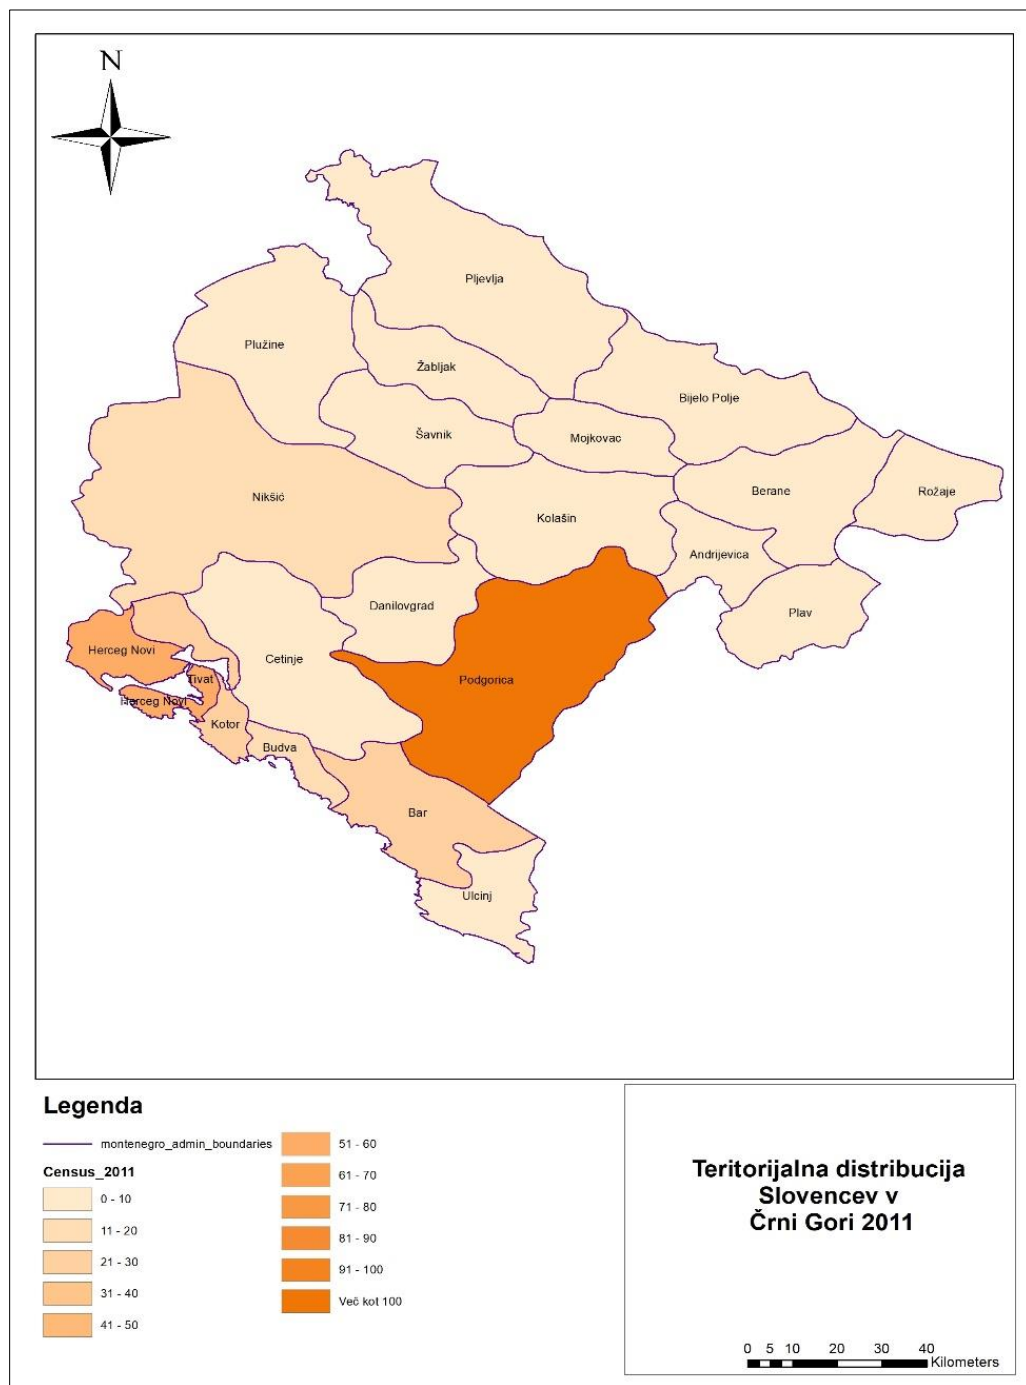 N
Pljevlja
Plužine
Žabljak
Bijelo Polje
Šavnik
Mojkovac
Nikšić
Berane
Rožaje
Kolašin
Andrijevica
Danilovgrad
Plav
Herceg Novi
Cetinje
Podgorica
Tivat
Herceg Novi
Kotor
Budva
Bar
Ulcinj
Legenda
montenegro_admin_boundaries
Census_2011
0 - 10
11 - 20
21 - 30
31 - 40
41 - 50
51 - 60
61 - 70
71 - 80
81 - 90
91 - 100
Več kot 100
Teritorijalna distribucija
Slovencev v
Črni Gori 2011
0 5 10 20 30 40
Kilometers